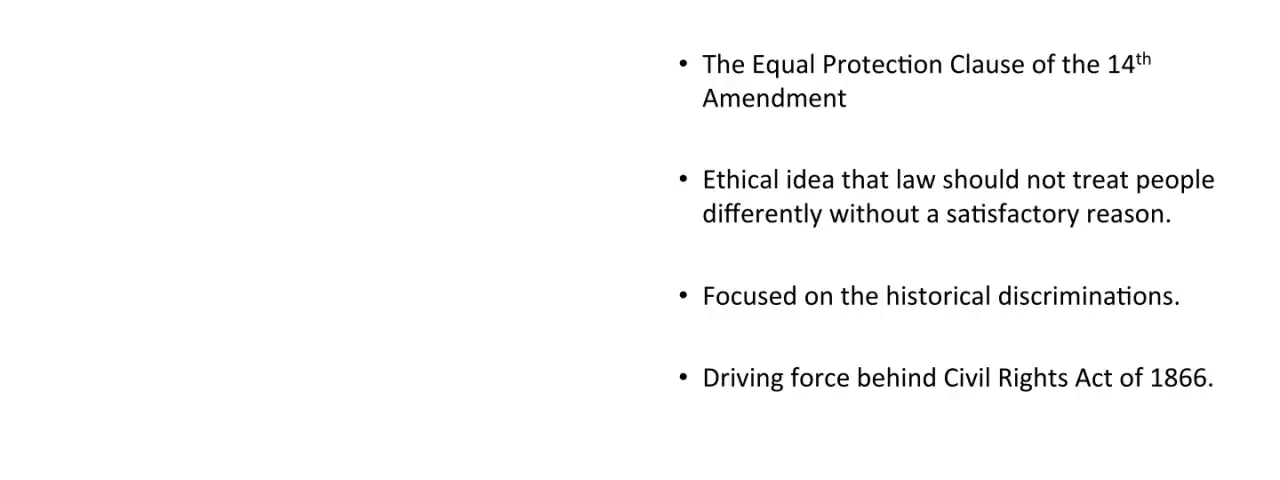 • The Equal Protection Clause of the 14th
Amendment
• Ethical idea that law should not treat people
differently without a satisfactory reason.
• Focused on the historical discriminations.
• Driving force behind Civil Rights Act of 1866.